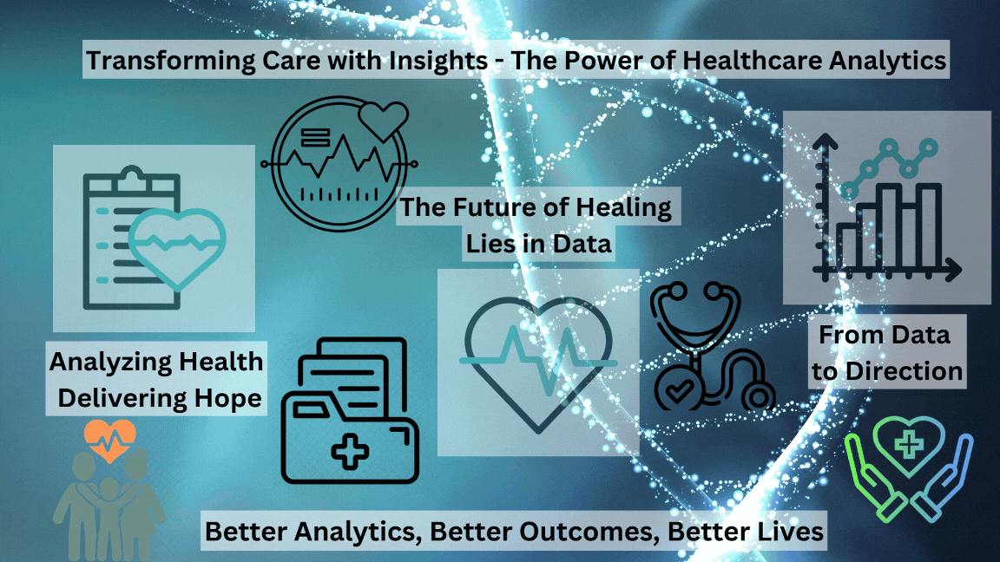 Transforming Care with Insights - The Power of Healthcare Analytics
The Future of Healing
Lies in Data
Analyzing Health
Delivering Hope
From Data
to Direction
Better Analytics, Better Outcomes, Better Lives